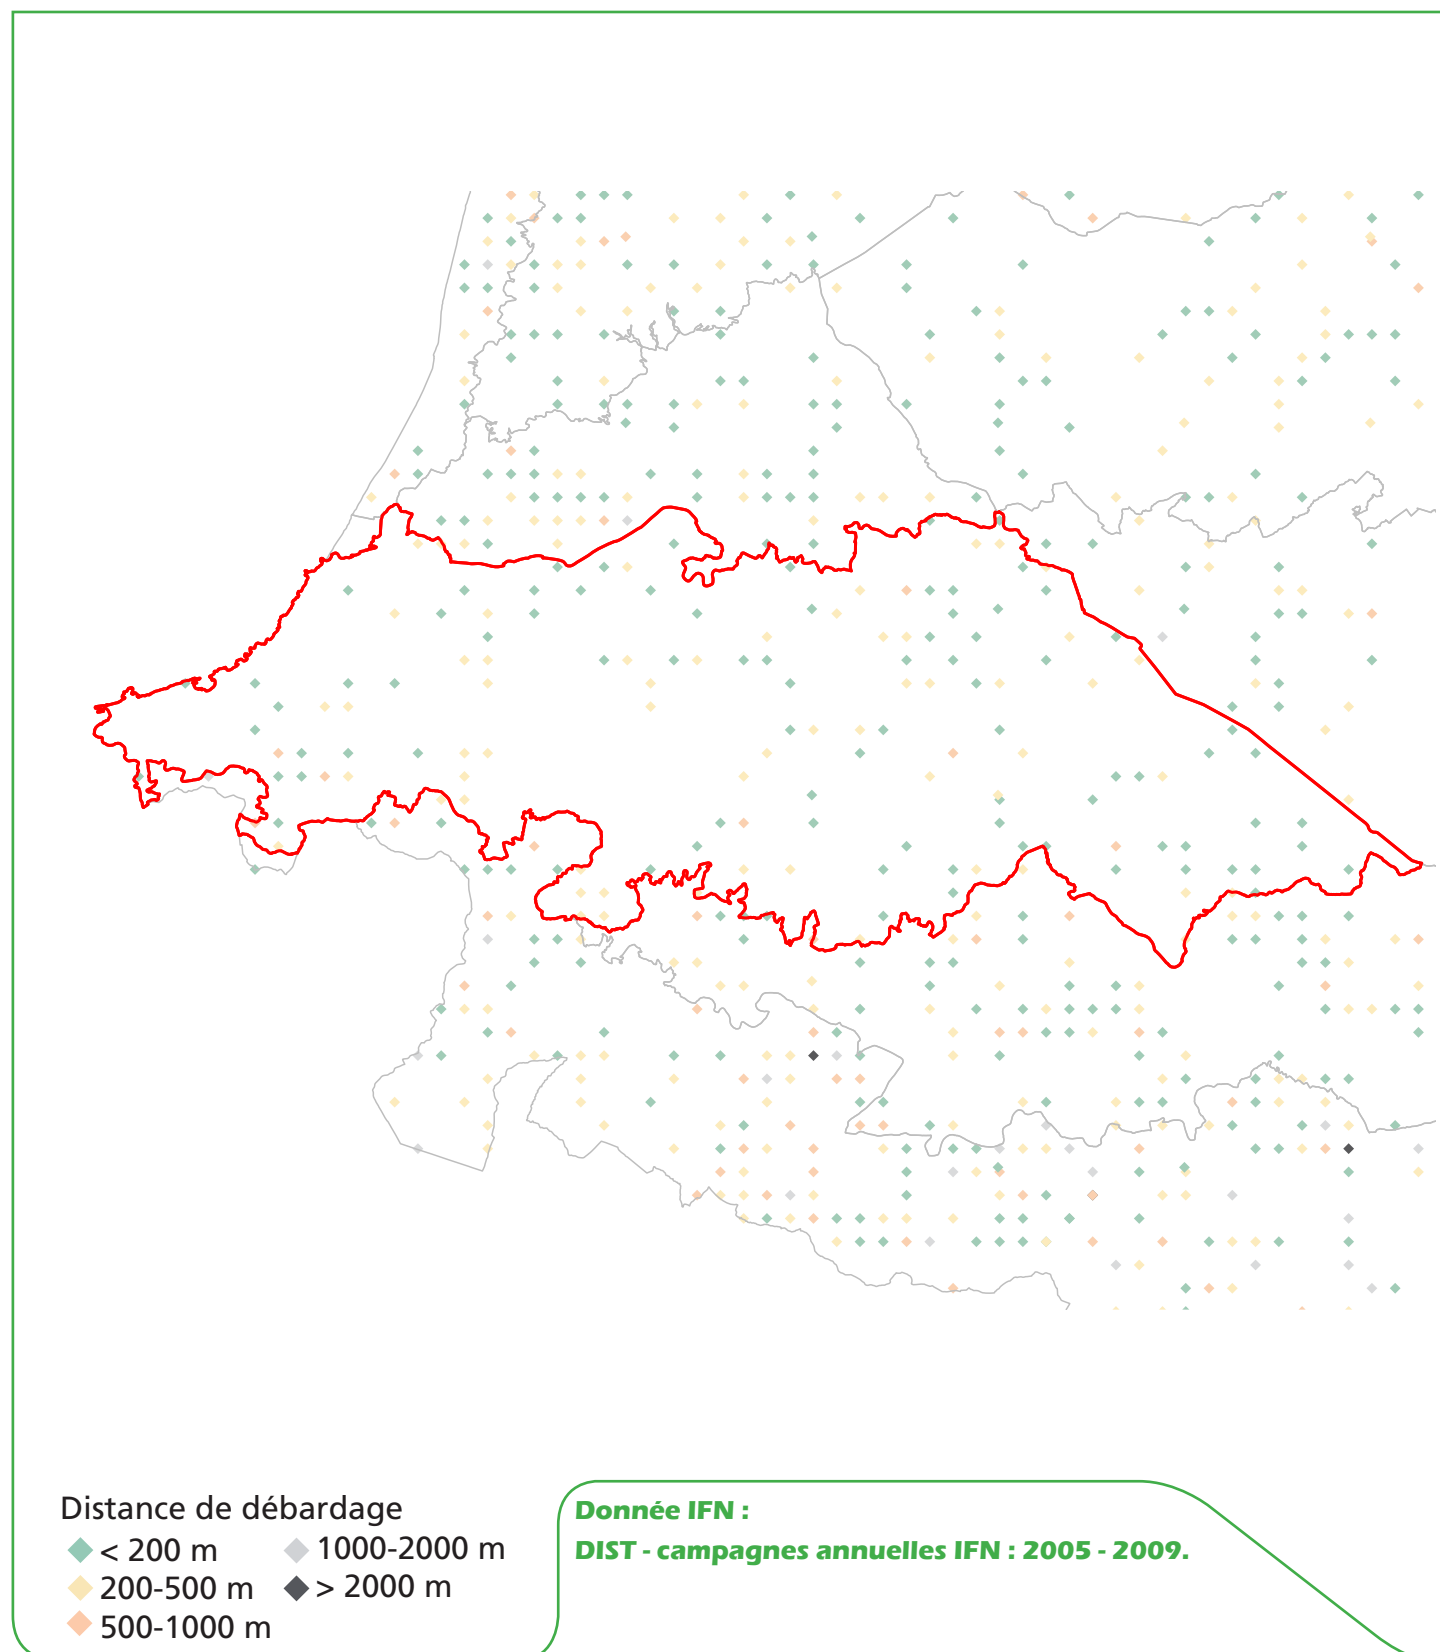 Distance de débardage
< 200 m
200-500 m
500-1000 m
1000-2000 m
> 2000 m
Donnée IFN :
DIST - campagnes annuelles IFN : 2005 - 2009.